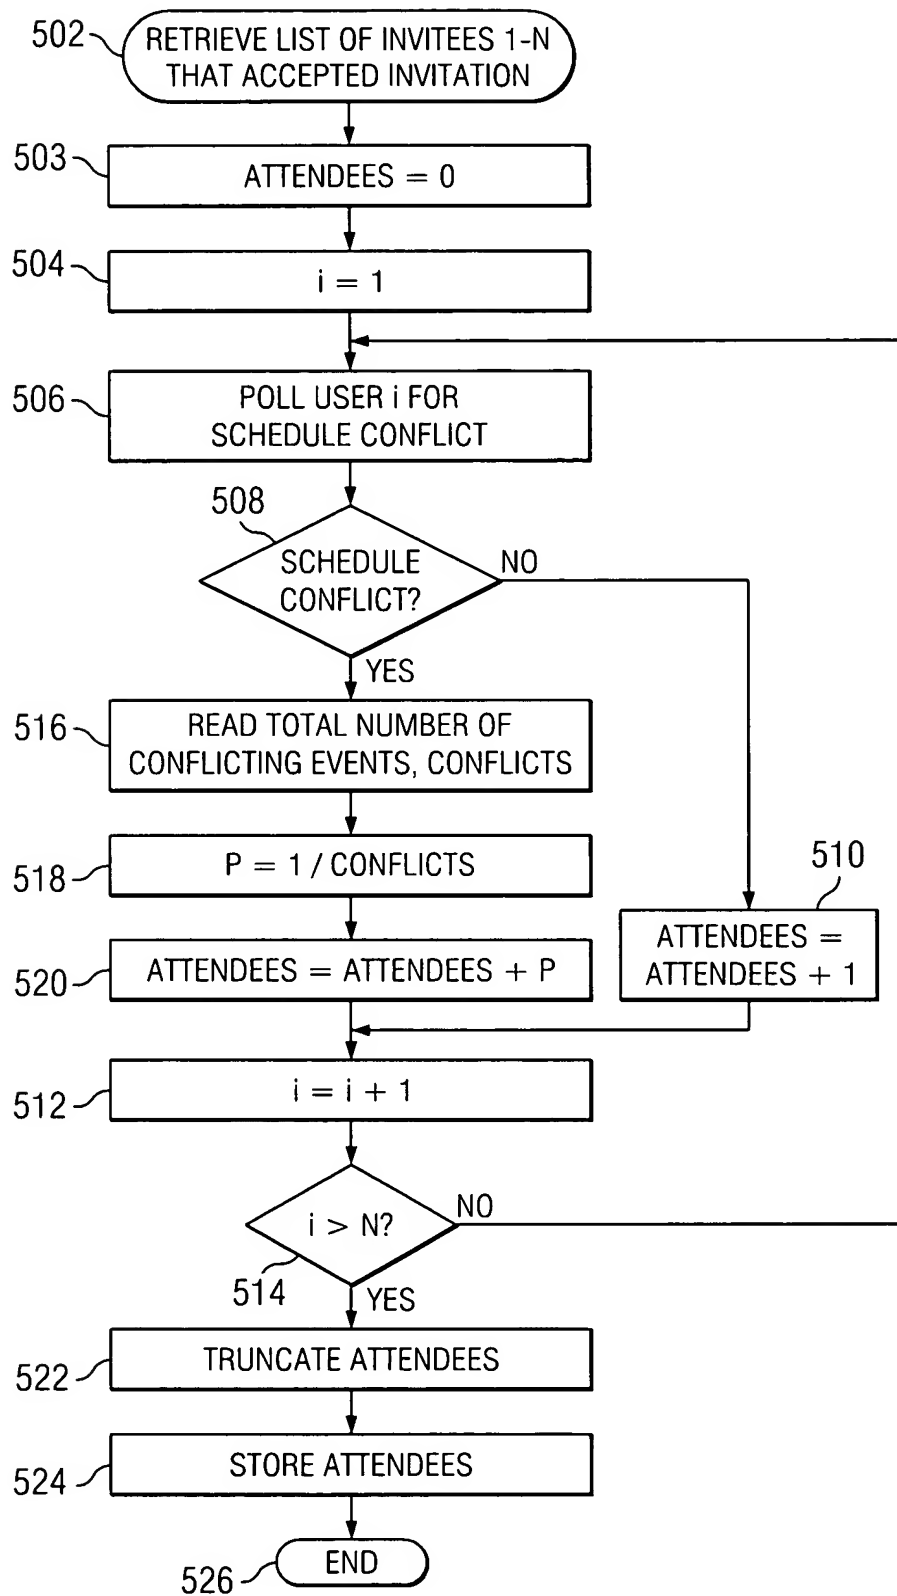 502
RETRIEVE LIST OF INVITEES 1-N
THAT ACCEPTED INVITATION
503
ATTENDEES = 0
504
i = 1
506
POLL USER i FOR
SCHEDULE CONFLICT
508
SCHEDULE
CONFLICT?
NO
YES
516
READ TOTAL NUMBER OF
CONFLICTING EVENTS, CONFLICTS
518
P = 1 / CONFLICTS
510
ATTENDEES =
ATTENDEES + 1
520
ATTENDEES = ATTENDEES + P
512
i = i + 1
i > N?
NO
514
YES
522
TRUNCATE ATTENDEES
524
STORE ATTENDEES
526
END